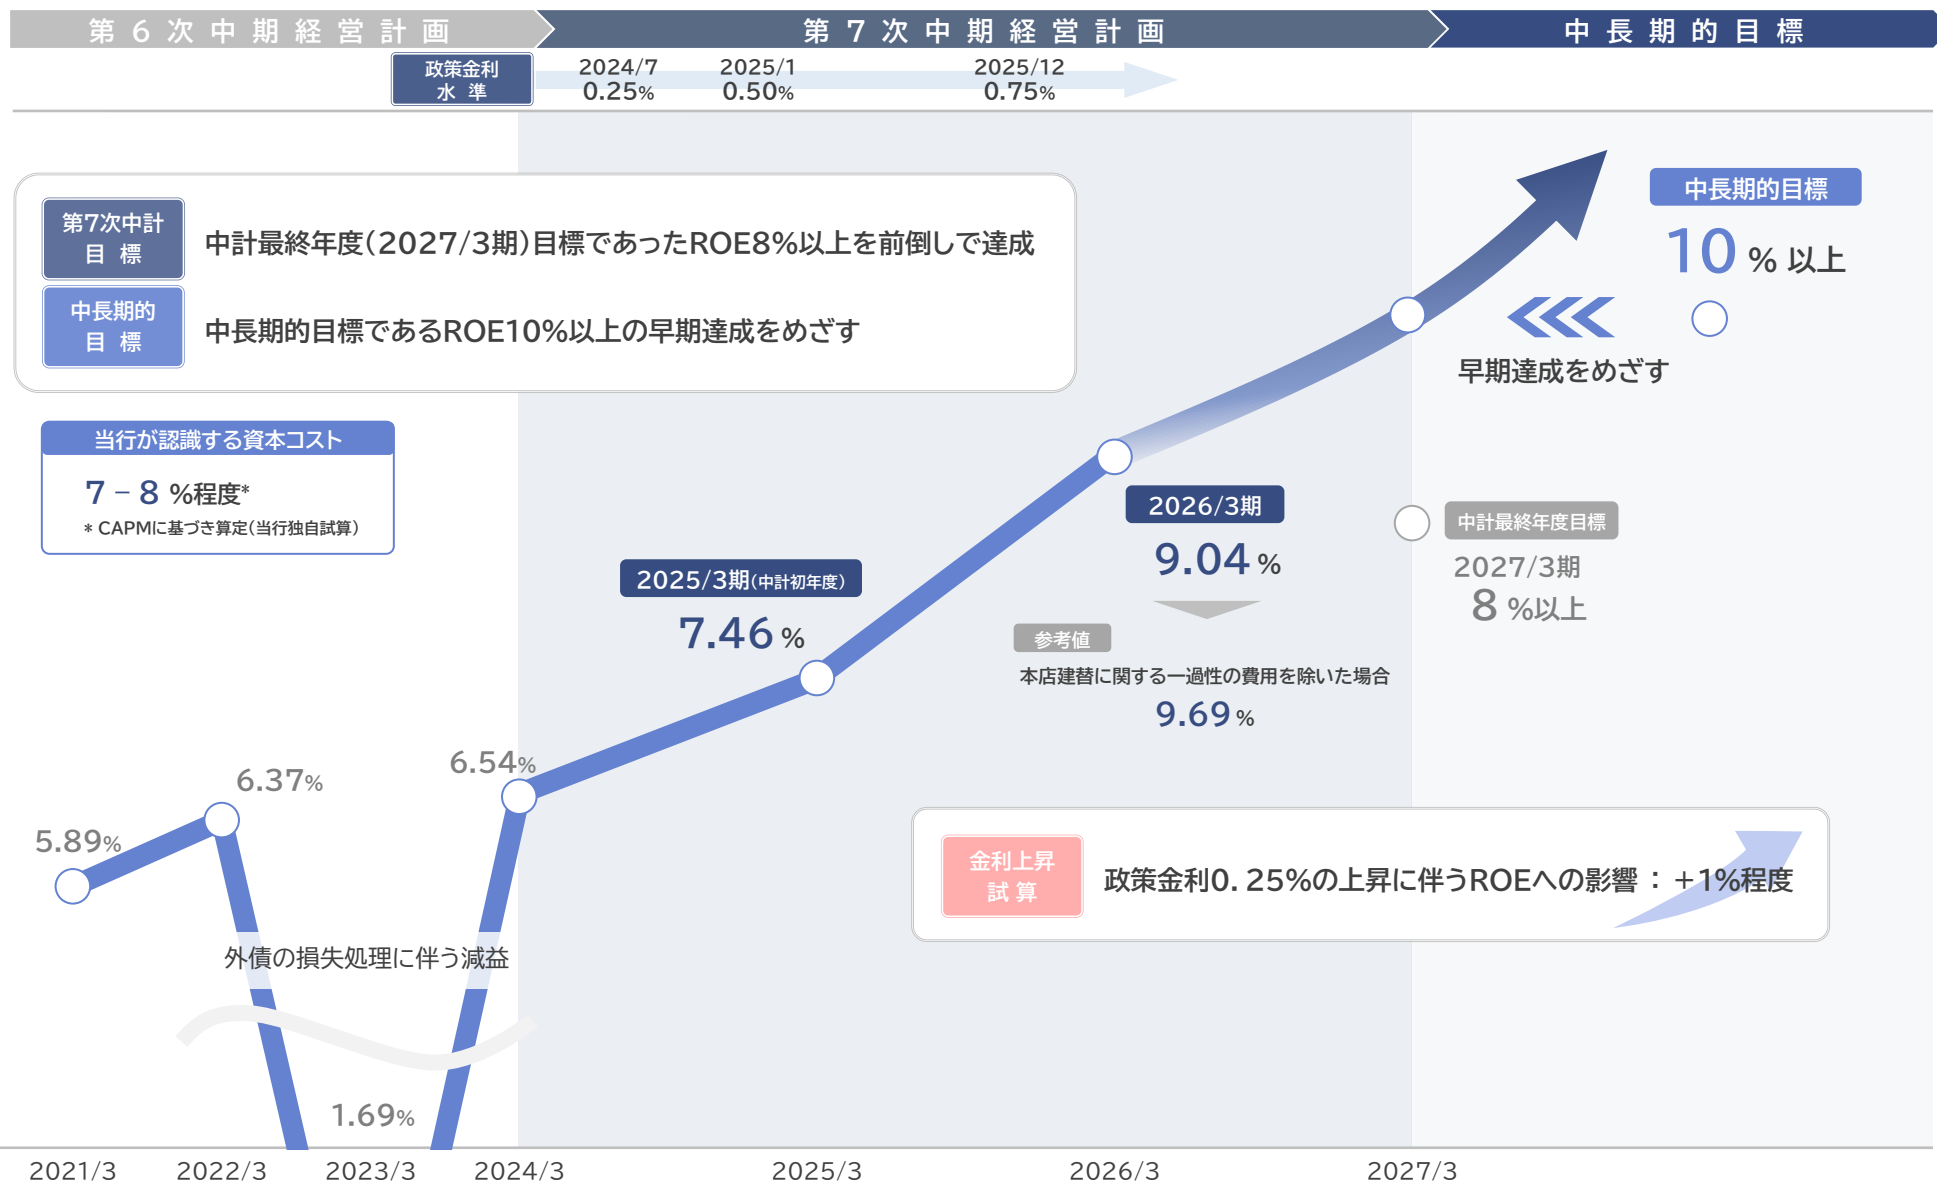 第6次中期経営計画
第7次中期経営計画
中長期的目標
政策金利
水 準
2024/7
0.25%
2025/1
0.50%
2025/12
0.75%
第7次中計
目 標
中計最終年度（2027/3期）目標であったROE8%以上を前倒しで達成
中長期的
目 標
中長期的目標であるROE10%以上の早期達成をめざす
中長期的目標
10 % 以上
早期達成をめざす
当行が認識する資本コスト
7 – 8 %程度*
* CAPMに基づき算定（当行独自試算）
2026/3期
9.04 %
参考値
本店建替に関する一過性の費用を除いた場合
9.69 %
中計最終年度目標
2027/3期
8 %以上
2025/3期（中計初年度）
7.46 %
6.54%
6.37%
5.89%
外債の損失処理に伴う減益
1.69%
金利上昇
試 算
政策金利0. 25%の上昇に伴うROEへの影響 ： +1%程度
2021/3
2022/3
2023/3
2024/3
2025/3
2026/3
2027/3